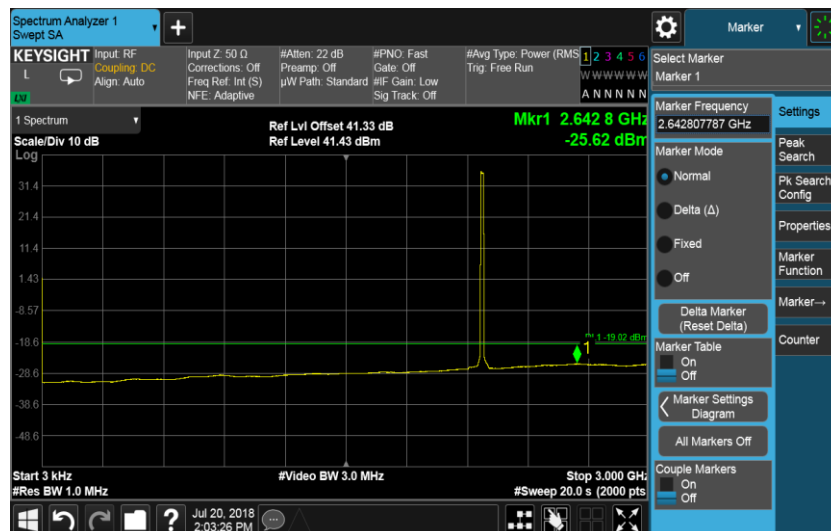 Spectrum Analyzer 1
Swept SA
+
Marker
KEYSIGHT
L
LXI
Input: RF
Coupling: DC
Align: Auto
Input Z: 50 Ω
Corrections: Off
Freq Ref: Int (S)
NFE: Adaptive
#Atten: 22 dB
Preamp: Off
µW Path: Standard
#PNO: Fast
Gate: Off
#IF Gain: Low
Sig Track: Off
#Avg Type: Power (RMS
Trig: Free Run
1 2 3 4 5 6
W W W W W W
A N N N N N
Select Marker
Marker 1
1 Spectrum
Scale/Div 10 dB
Log
Ref Lvl Offset 41.33 dB
Ref Level 41.43 dBm
Mkr1 2.642 8 GHz
-25.62 dBm
31.4
21.4
11.4
1.43
-8.57
-18.6
-28.6
-38.6
-48.6
DL1 -19.02 dBm
1
Start 3 kHz
#Res BW 1.0 MHz
#Video BW 3.0 MHz
Stop 3.000 GHz
#Sweep 20.0 s (2000 pts
Marker Frequency
2.642807787 GHz
Marker Mode
Normal
Delta (Δ)
Fixed
Off
Delta Marker
(Reset Delta)
Marker Table
On
Off
Marker Settings
Diagram
All Markers Off
Couple Markers
On
Off
Settings
Peak
Search
Pk Search
Config
Properties
Marker
Function
Marker→
Counter
?
Jul 20, 2018
2:03:26 PM